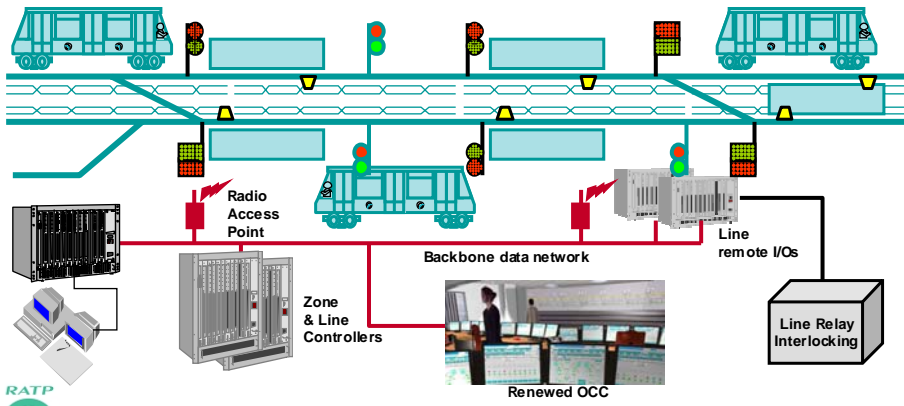 Radio
Access
Point
Line
remote I/Os
Backbone data network
Zone
& Line
Controllers
Line Relay
Interlocking
Renewed OCC
RATP